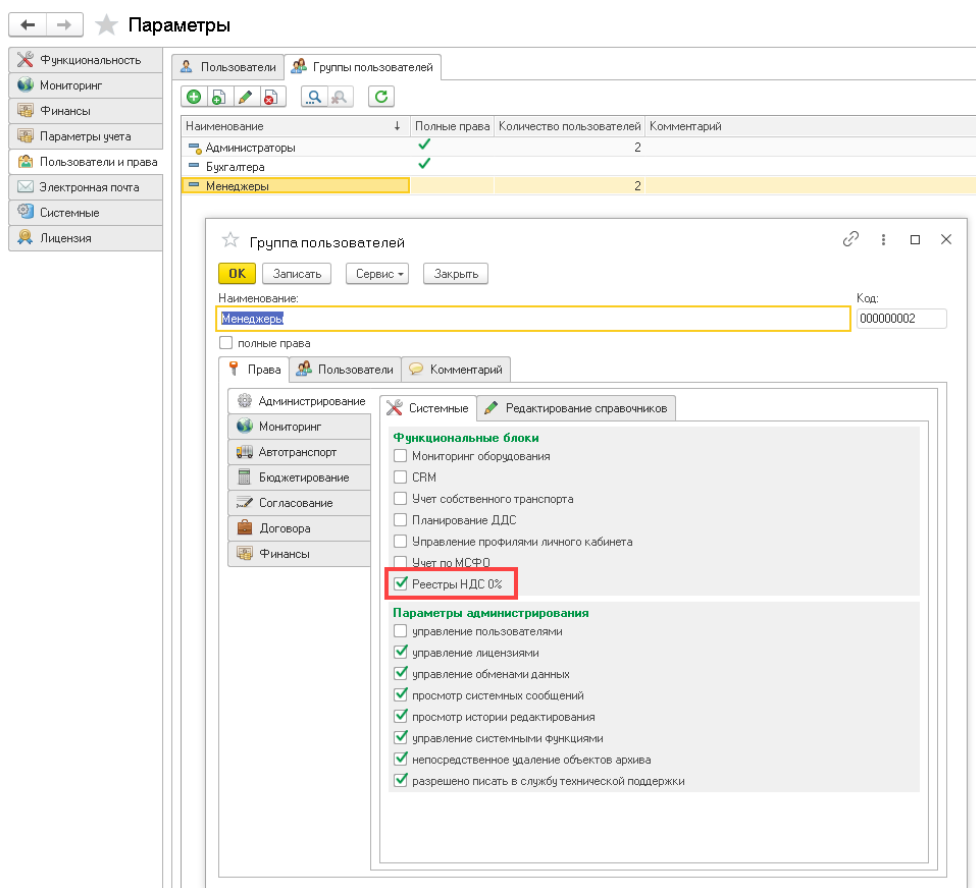 Параметры
Функциональность
Мониторинг
Финансы
Параметры учета
Пользователи и права
Электронная почта
Системные
Лицензия
Пользователи Группы пользователей
Наименование ↓ Полные права Количество пользователей Комментарий
Администраторы 2
Бухгалтера
Менеджеры 2
Группа пользователей
ОК Записать Сервис Закрыть
Наименование: Код:
Менеджеры 000000002
полные права
Права Пользователи Комментарий
Администрирование
Мониторинг
Автотранспорт
Бюджетирование
Согласование
Договора
Финансы
Системные Редактирование справочников
Функциональные блоки
Мониторинг оборудования
CRM
Учет собственного транспорта
Планирование ДДС
Управление профилями личного кабинета
Учет по МСФО
Реестры НДС 0%
Параметры администрирования
управление пользователями
управление лицензиями
управление обменами данных
просмотр системных сообщений
просмотр истории редактирования
управление системными функциями
непосредственное удаление объектов архива
разрешено писать в службу технической поддержки